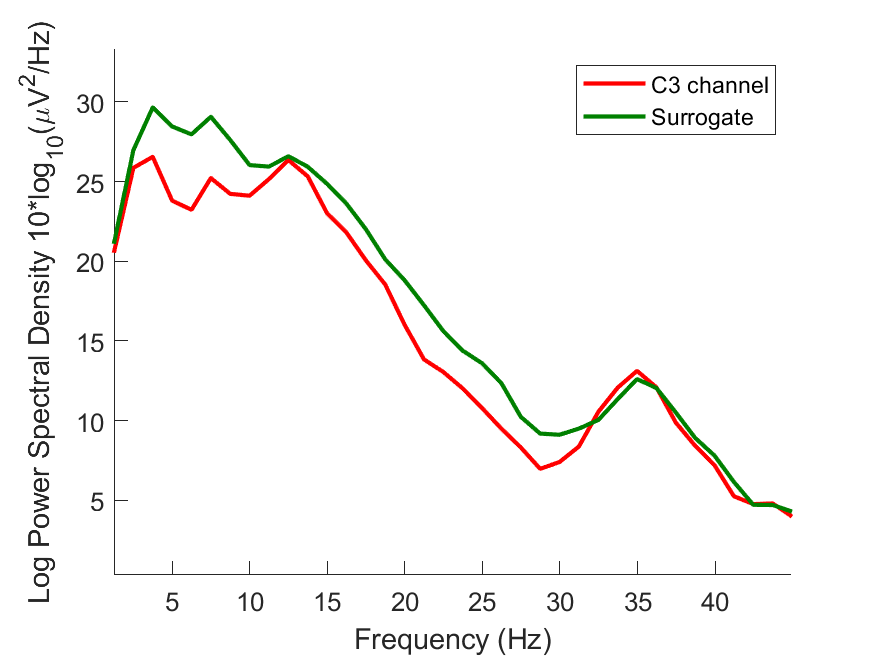 Log Power Spectral Density 10*log10(μV2/Hz)
30
25
20
15
10
5
C3 channel
Surrogate
5 10 15 20 25 30 35 40
Frequency (Hz)